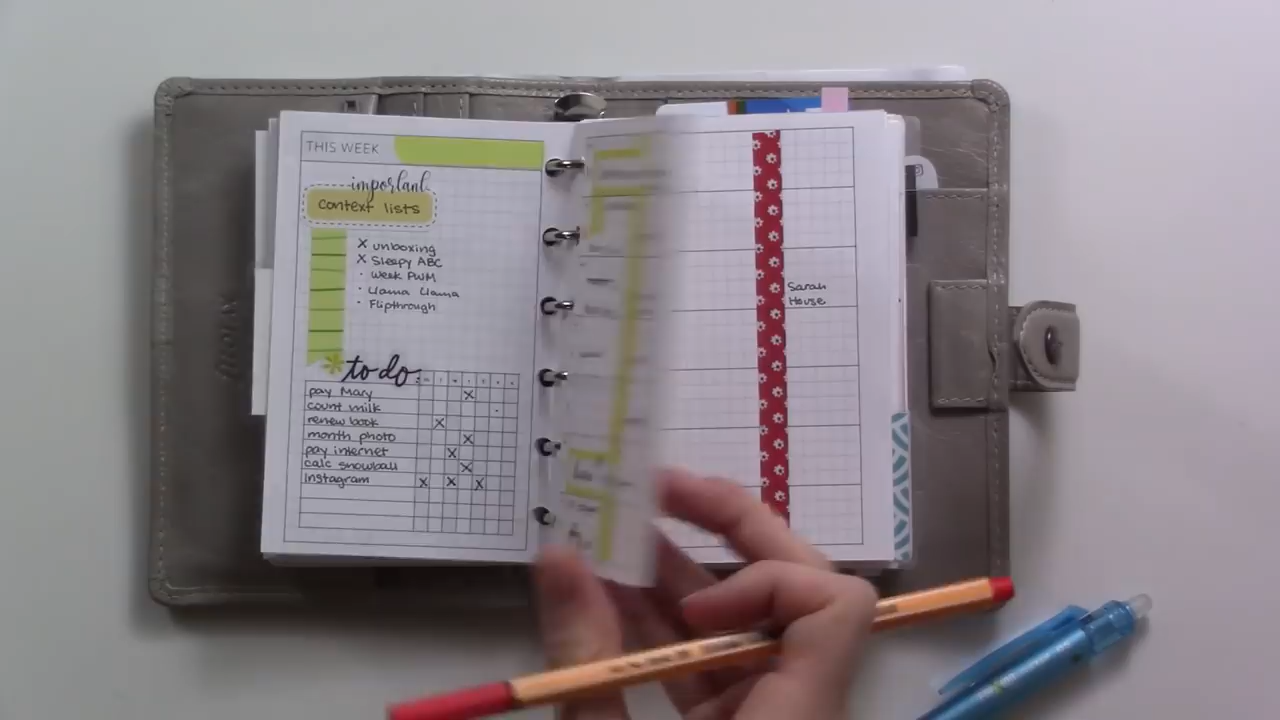 THIS WEEK
important
context lists
x unboxing
x Sleepy ABC
· Week PWM
· Llama Llama
· Flipthrough
to do
pay Mary
count milk
renew book
month photo
pay internet
calc snowball
Instagram
Sarah
House